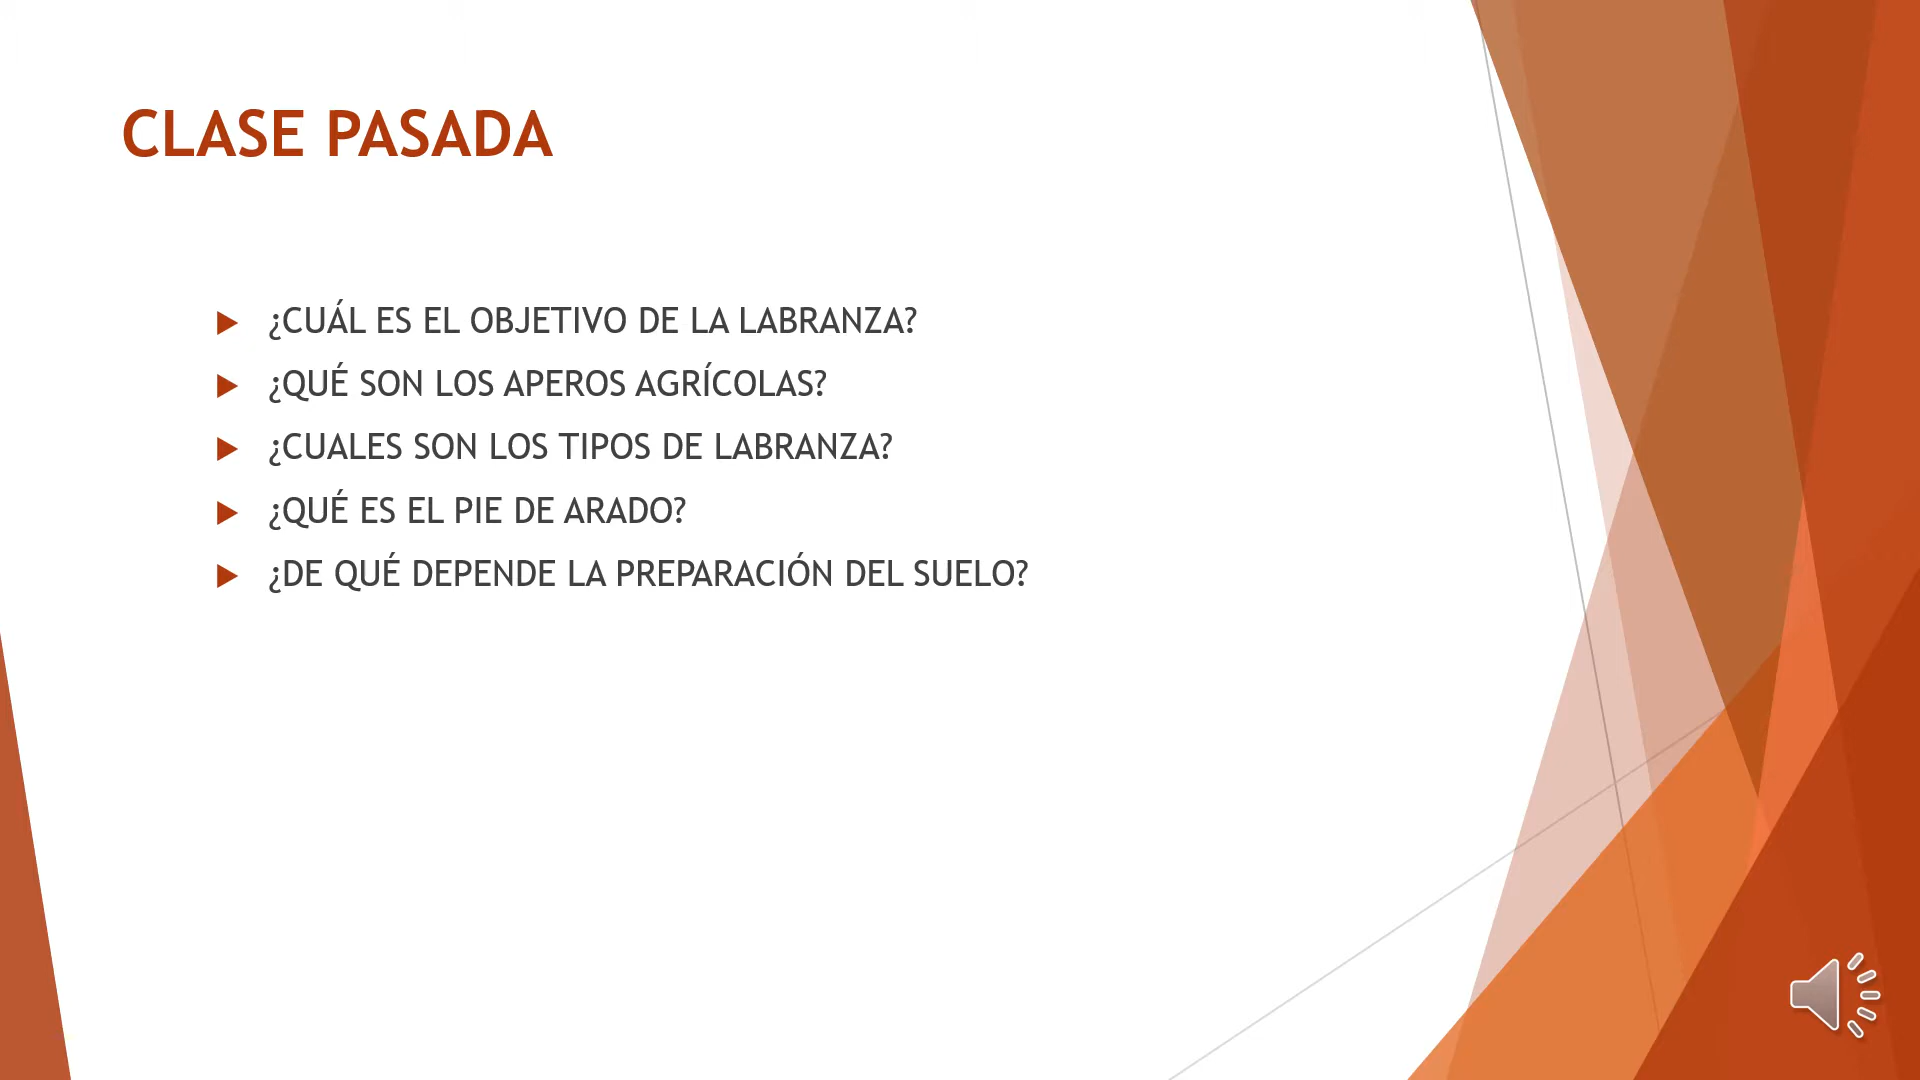 CLASE PASADA
¿CUÁL ES EL OBJETIVO DE LA LABRANZA?
¿QUÉ SON LOS APEROS AGRÍCOLAS?
¿CUALES SON LOS TIPOS DE LABRANZA?
¿QUÉ ES EL PIE DE ARADO?
¿DE QUÉ DEPENDE LA PREPARACIÓN DEL SUELO?